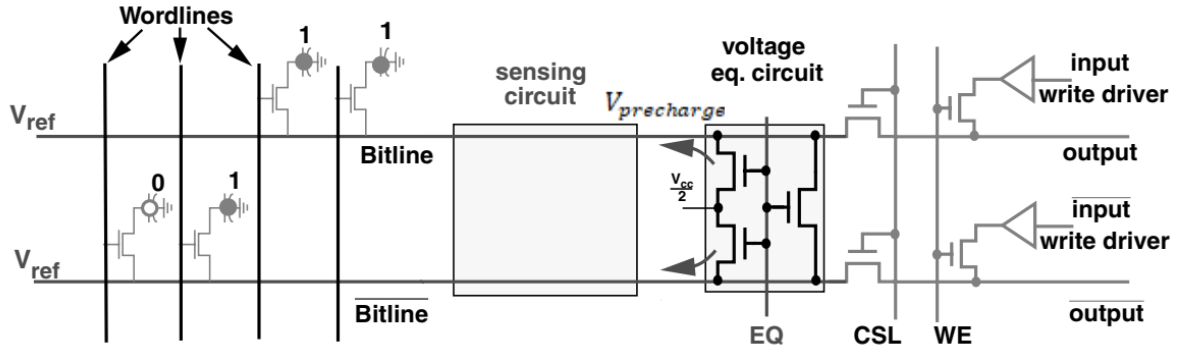 Wordlines
1
1
voltage
eq. circuit
sensing
circuit
input
write driver
V_precharge
V_ref
Bitline
output
0
1
V_cc/2
input
write driver
V_ref
Bitline
output
EQ
CSL
WE